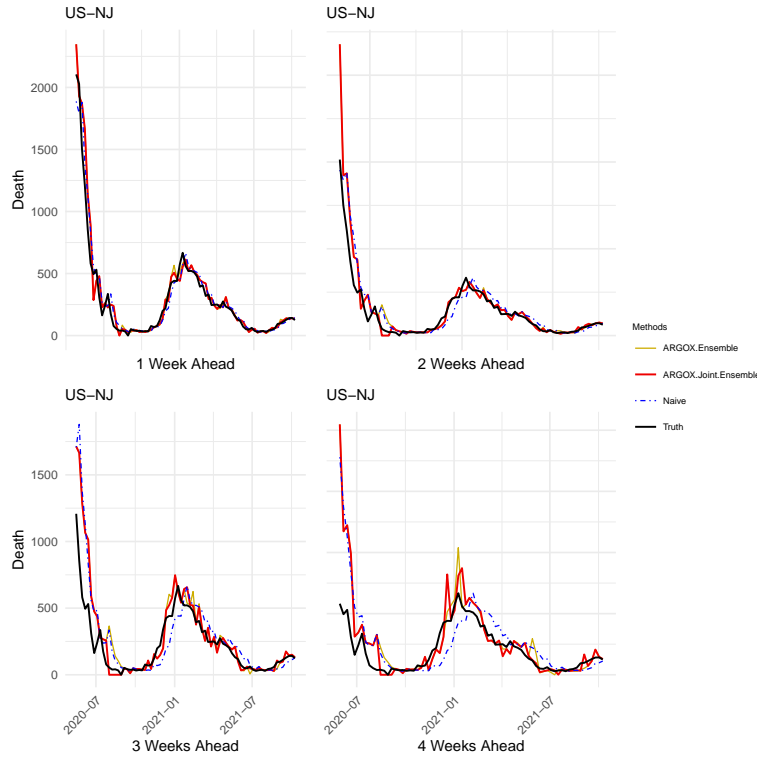 US−NJ
US−NJ
Death
2000
1500
1000
500
0
1 Week Ahead
2 Weeks Ahead
Methods
ARGOX.Ensemble
ARGOX.Joint.Ensemble
Naive
Truth
US−NJ
US−NJ
Death
1500
1000
500
0
2020−07
2021−01
2021−07
2020−07
2021−01
2021−07
3 Weeks Ahead
4 Weeks Ahead